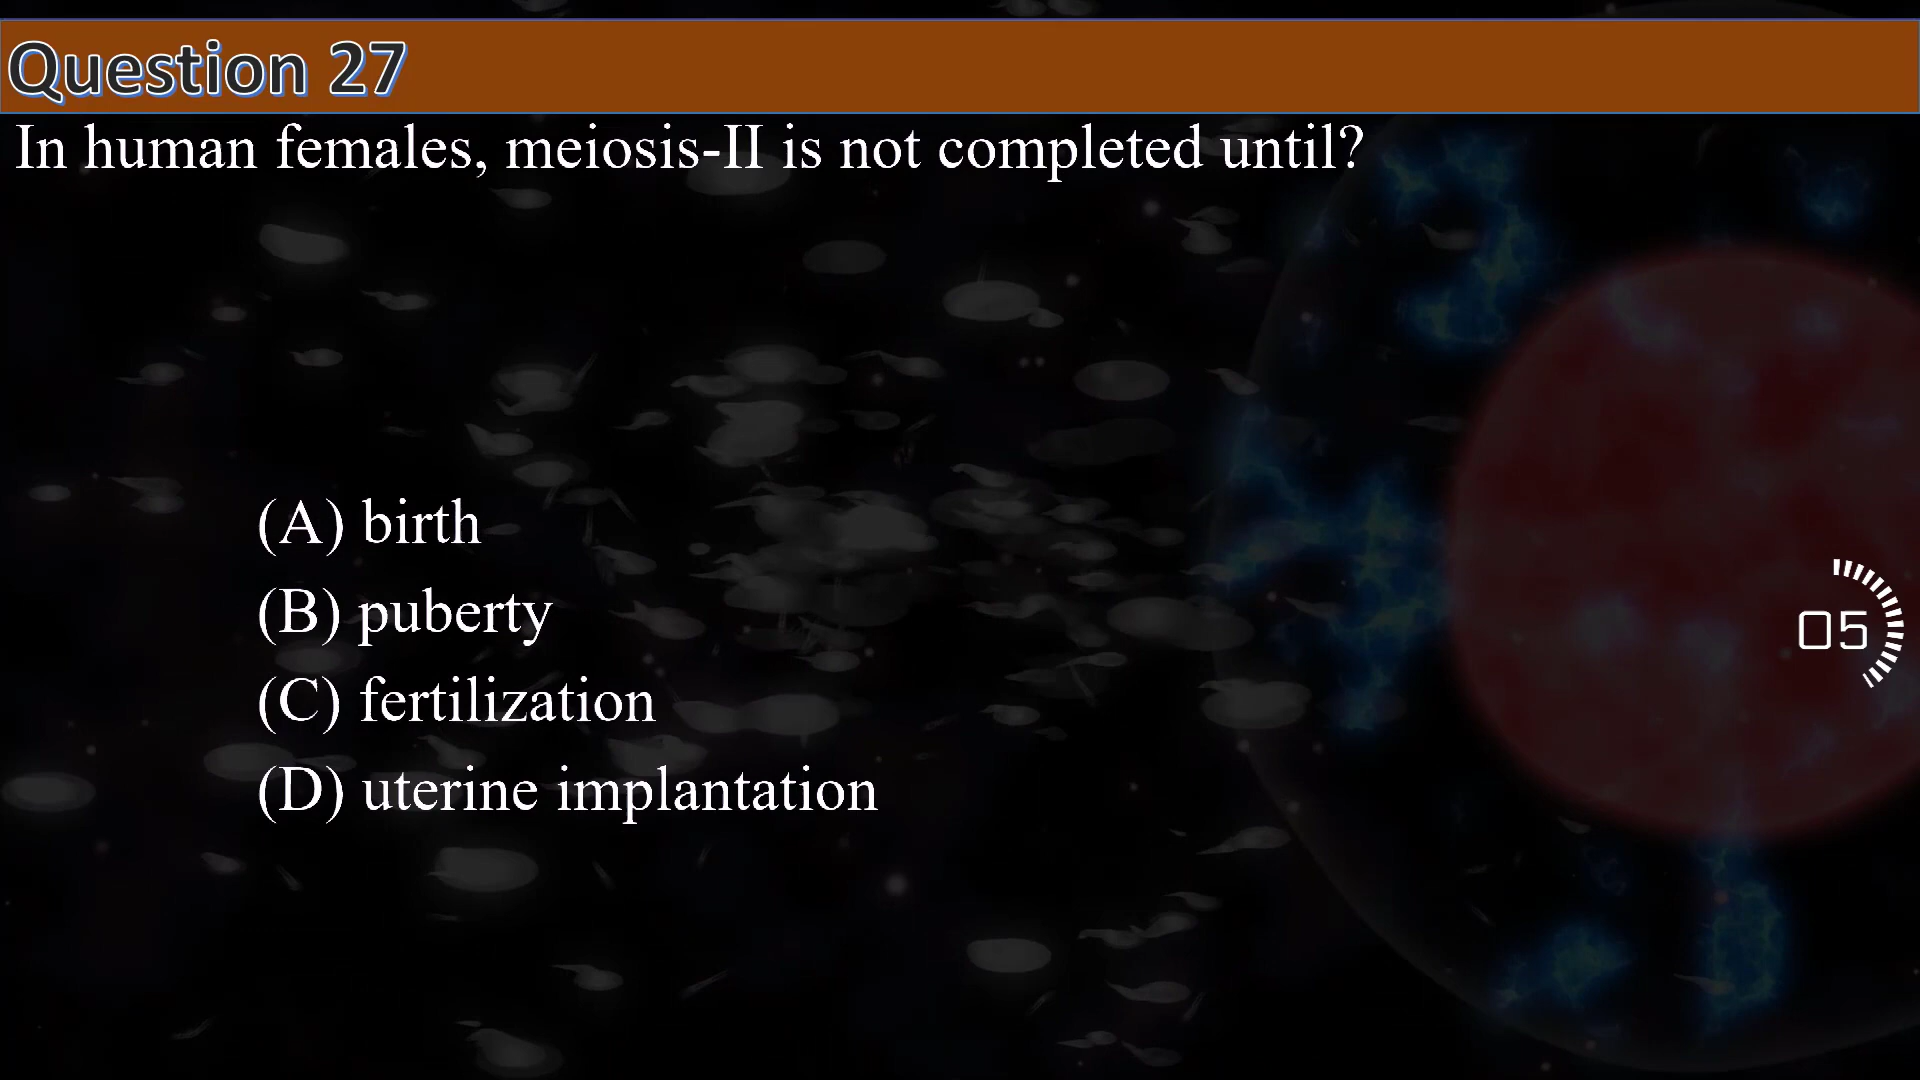 Question 27
In human females, meiosis-II is not completed until?
(A) birth
(B) puberty
(C) fertilization
(D) uterine implantation
05